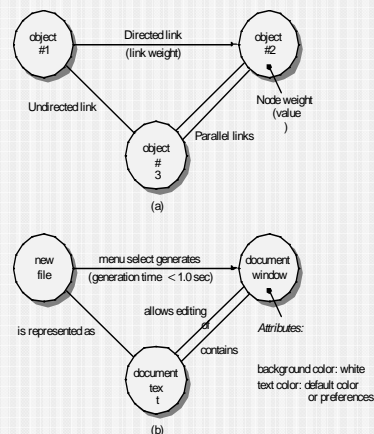 object
#1
Directed link
(link weight)
object
#2
Undirected link
Node weight
(value
)
Parallel links
object
#
3
(a)
new
file
menu select generates
(generation time < 1.0 sec)
document
window
is represented as
allows editing
of
contains
Attributes:
document
tex
t
background color: white
text color: default color
or preferences
(b)